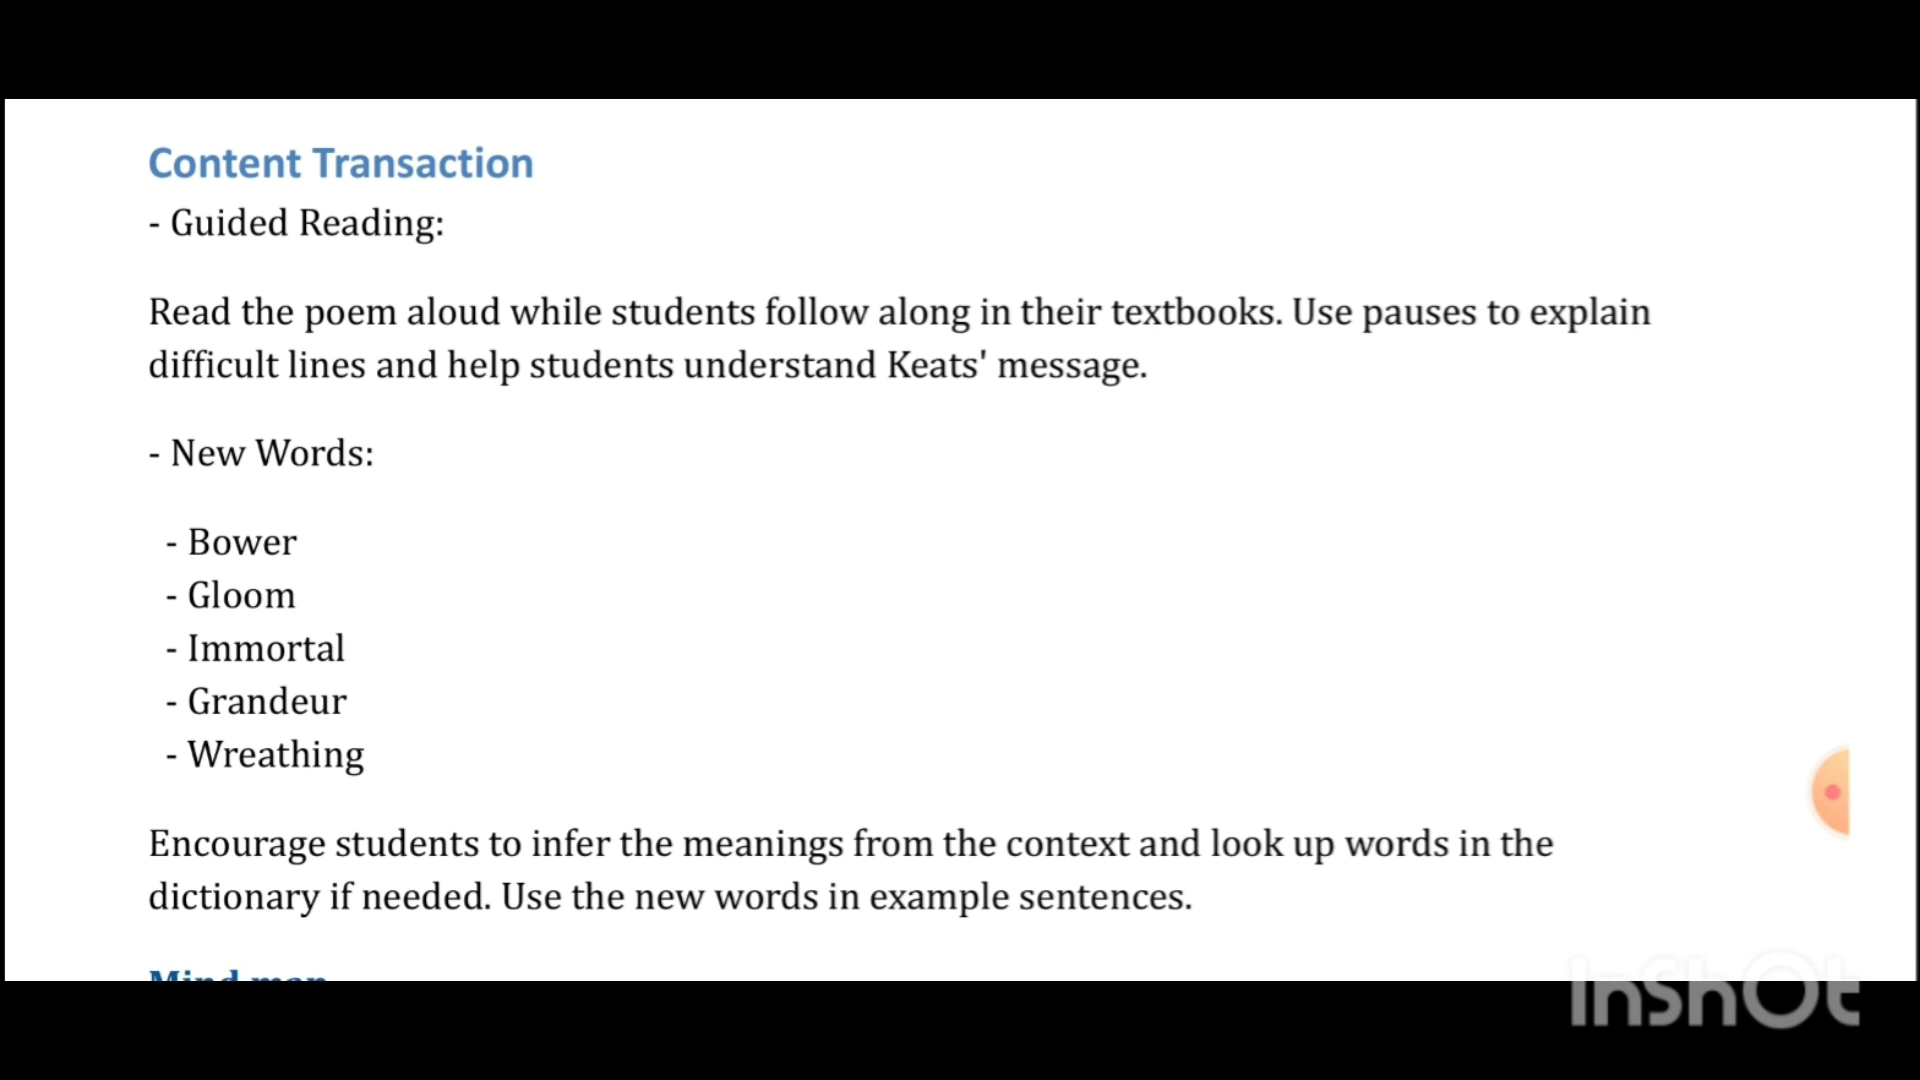 Content Transaction
- Guided Reading:
Read the poem aloud while students follow along in their textbooks. Use pauses to explain
difficult lines and help students understand Keats' message.
- New Words:
- Bower
- Gloom
- Immortal
- Grandeur
- Wreathing
Encourage students to infer the meanings from the context and look up words in the
dictionary if needed. Use the new words in example sentences.
Mind map
InShOt